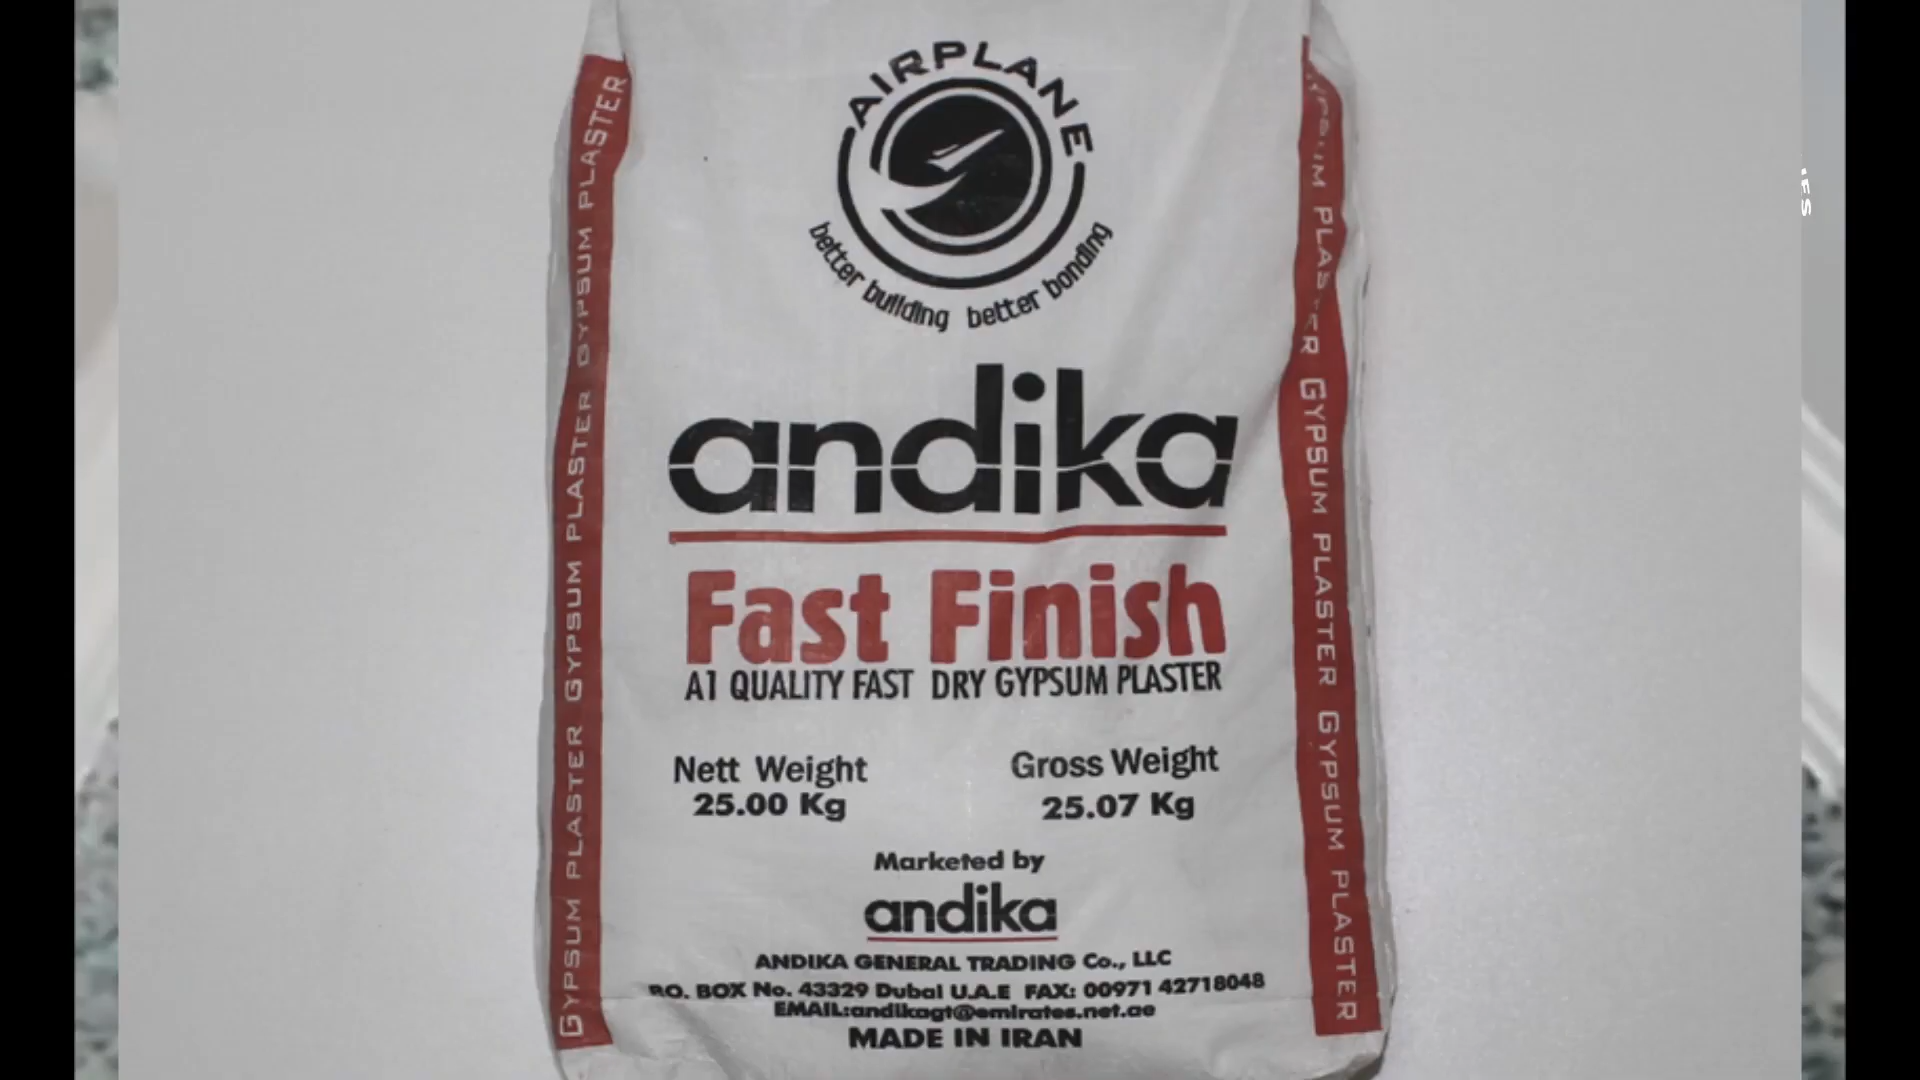 AIRPLANE
better building better bonding
andika
Fast Finish
A1 QUALITY FAST DRY GYPSUM PLASTER
Nett Weight
25.00 Kg
Gross Weight
25.07 Kg
Marketed by
andika
ANDIKA GENERAL TRADING Co., LLC
P.O. BOX No. 43329 Dubai U.A.E FAX: 00971 42718048
EMAIL:andikagt@emirates.net.ae
MADE IN IRAN
GYPSUM PLASTER GYPSUM PLASTER GYPSUM PLASTER GYPSUM PLASTER
GYPSUM PLASTER GYPSUM PLASTER GYPSUM PLASTER